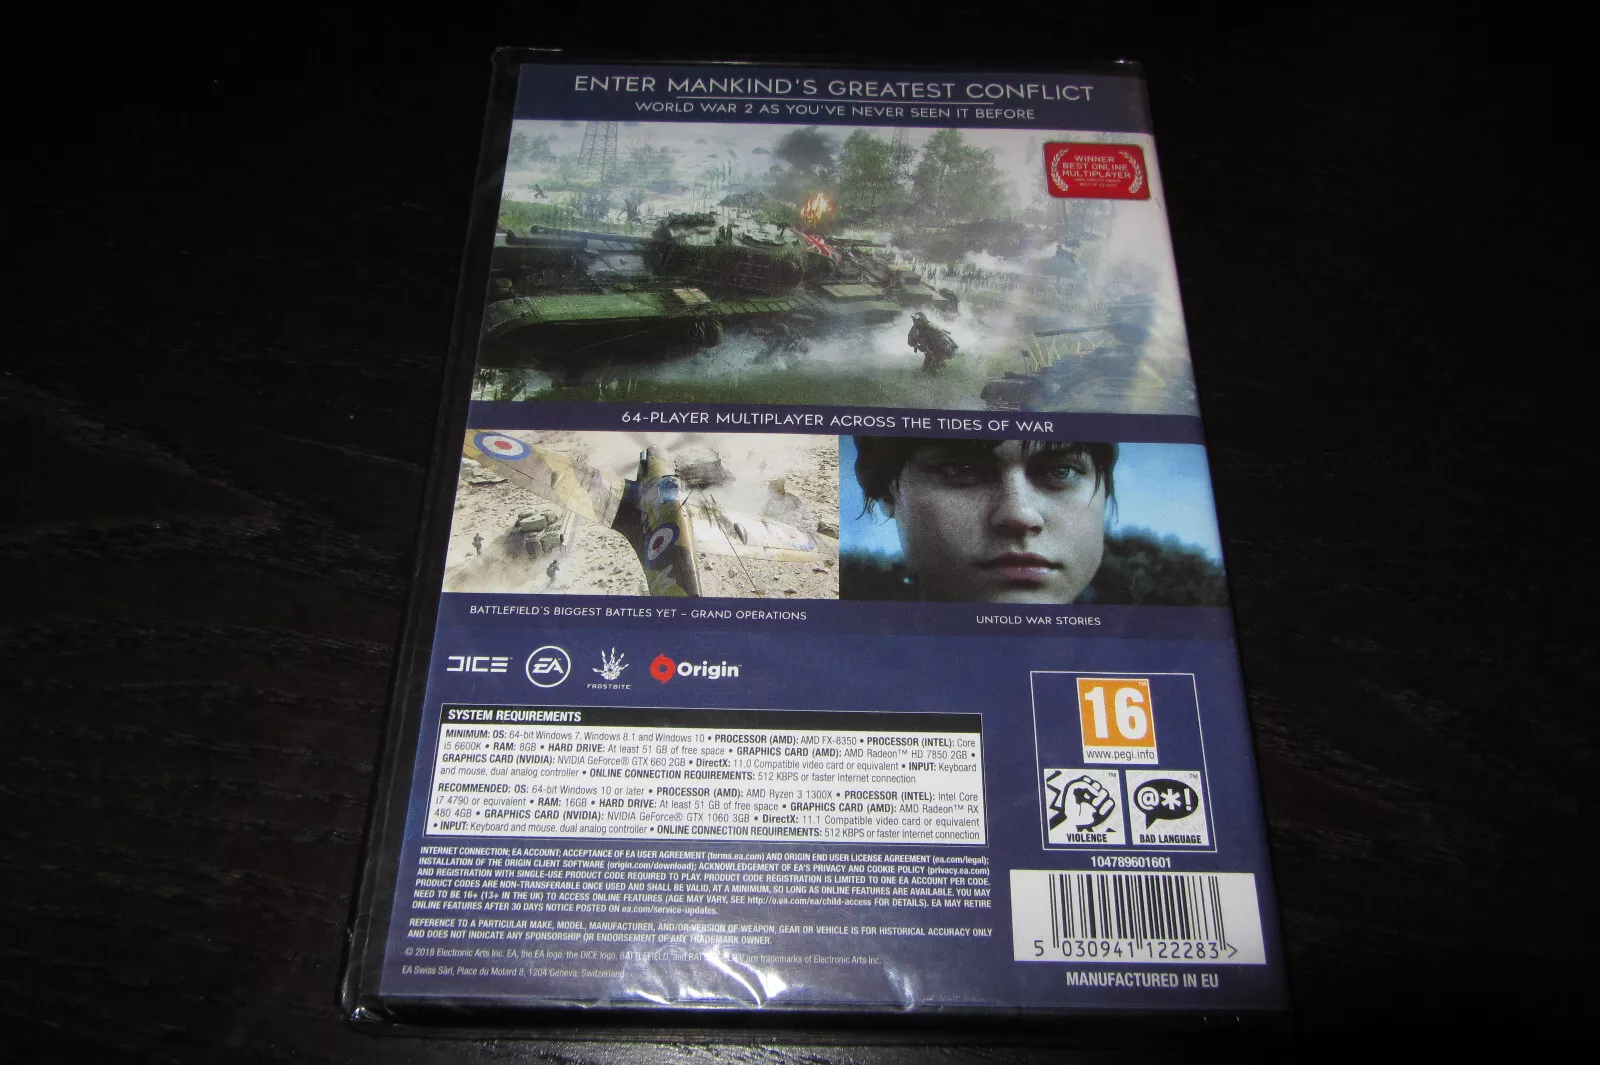 ENTER MANKIND'S GREATEST CONFLICT
WORLD WAR 2 AS YOU'VE NEVER SEEN IT BEFORE
WINNER
BEST ONLINE
MULTIPLAYER
64-PLAYER MULTIPLAYER ACROSS THE TIDES OF WAR
BATTLEFIELD'S BIGGEST BATTLES YET – GRAND OPERATIONS
UNTOLD WAR STORIES
DICE™ EA FROSTBITE Origin™
SYSTEM REQUIREMENTS
MINIMUM: OS: 64-bit Windows 7, Windows 8.1 and Windows 10 • PROCESSOR (AMD): AMD FX-8350 • PROCESSOR (INTEL): Core
i5 6600K • RAM: 8GB • HARD DRIVE: At least 51 GB of free space • GRAPHICS CARD (AMD): AMD Radeon™ HD 7850 2GB •
GRAPHICS CARD (NVIDIA): NVIDIA GeForce® GTX 660 2GB • DirectX: 11.0 Compatible video card or equivalent • INPUT: Keyboard
and mouse, dual analog controller • ONLINE CONNECTION REQUIREMENTS: 512 KBPS or faster Internet connection
RECOMMENDED: OS: 64-bit Windows 10 or later • PROCESSOR (AMD): AMD Ryzen 3 1300X • PROCESSOR (INTEL): Intel Core
i7 4790 or equivalent • RAM: 16GB • HARD DRIVE: At least 51 GB of free space • GRAPHICS CARD (AMD): AMD Radeon™ RX
480 4GB • GRAPHICS CARD (NVIDIA): NVIDIA GeForce® GTX 1060 3GB • DirectX: 11.1 Compatible video card or equivalent
• INPUT: Keyboard and mouse, dual analog controller • ONLINE CONNECTION REQUIREMENTS: 512 KBPS or faster Internet connection
INTERNET CONNECTION; EA ACCOUNT; ACCEPTANCE OF EA USER AGREEMENT (terms.ea.com) AND ORIGIN END USER LICENSE AGREEMENT (ea.com/legal);
INSTALLATION OF THE ORIGIN CLIENT SOFTWARE (origin.com/download); ACKNOWLEDGEMENT OF EA'S PRIVACY AND COOKIE POLICY (privacy.ea.com)
AND REGISTRATION WITH SINGLE-USE PRODUCT CODE REQUIRED TO PLAY. PRODUCT CODE REGISTRATION IS LIMITED TO ONE EA ACCOUNT PER CODE.
PRODUCT CODES ARE NON-TRANSFERABLE ONCE USED AND SHALL BE VALID, AT A MINIMUM, SO LONG AS ONLINE FEATURES ARE AVAILABLE. YOU MAY
NEED TO BE 16+ (13+ IN THE UK) TO ACCESS ONLINE FEATURES (AGE MAY VARY, SEE http://o.ea.com/ea/child-access FOR DETAILS). EA MAY RETIRE
ONLINE FEATURES AFTER 30 DAYS NOTICE POSTED ON ea.com/service-updates.
REFERENCE TO A PARTICULAR MAKE, MODEL, MANUFACTURER, AND/OR VERSION OF WEAPON, GEAR OR VEHICLE IS FOR HISTORICAL ACCURACY ONLY
AND DOES NOT INDICATE ANY SPONSORSHIP OR ENDORSEMENT OF ANY TRADEMARK OWNER.
© 2018 Electronic Arts Inc. EA, the EA logo, the DICE logo, BATTLEFIELD, and are trademarks of Electronic Arts Inc.
EA Swiss Sàrl, Place du Molard 8, 1204 Geneva, Switzerland
16™
www.pegi.info
VIOLENCE
@*!
BAD LANGUAGE
104789601601
5 030941 122283 >
MANUFACTURED IN EU